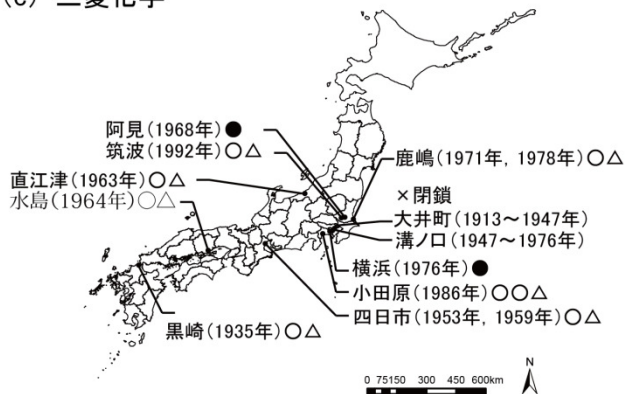 (c) 三菱化学
阿見(1968年)●
筑波(1992年)○△
直江津(1963年)○△
水島(1964年)○△
鹿嶋(1971年, 1978年)○△
×閉鎖
大井町(1913～1947年)
溝ノ口(1947～1976年)
横浜(1976年)●
小田原(1986年)○○△
四日市(1953年, 1959年)○△
黒崎(1935年)○△
0 75150 300 450 600km
N